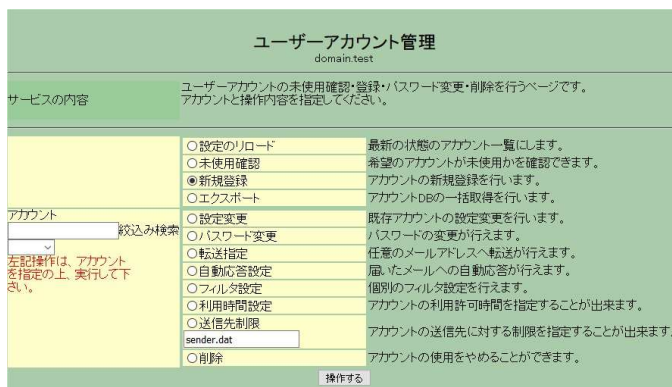 ユーザーアカウント管理
domain.test
サービスの内容
ユーザーアカウントの未使用確認・登録・パスワード変更・削除を行うページです。
アカウントと操作内容を指定してください。
設定のリロード 最新の状態のアカウント一覧にします。
未使用確認 希望のアカウントが未使用かを確認できます。
新規登録 アカウントの新規登録を行います。
エクスポート アカウントDBの一括取得を行います。
アカウント
絞込み検索
左記操作は、アカウント
を指定の上、実行して下
さい。
設定変更 既存アカウントの設定変更を行います。
パスワード変更 パスワードの変更が行えます。
転送指定 任意のメールアドレスへ転送が行えます。
自動応答設定 届いたメールへの自動応答が行えます。
フィルタ設定 個別のフィルタ設定を行えます。
利用時間設定 アカウントの利用許可時間を指定することが出来ます。
送信先制限 アカウントの送信先に対する制限を指定することが出来ます。
sender.dat
削除 アカウントの使用をやめることができます。
操作する